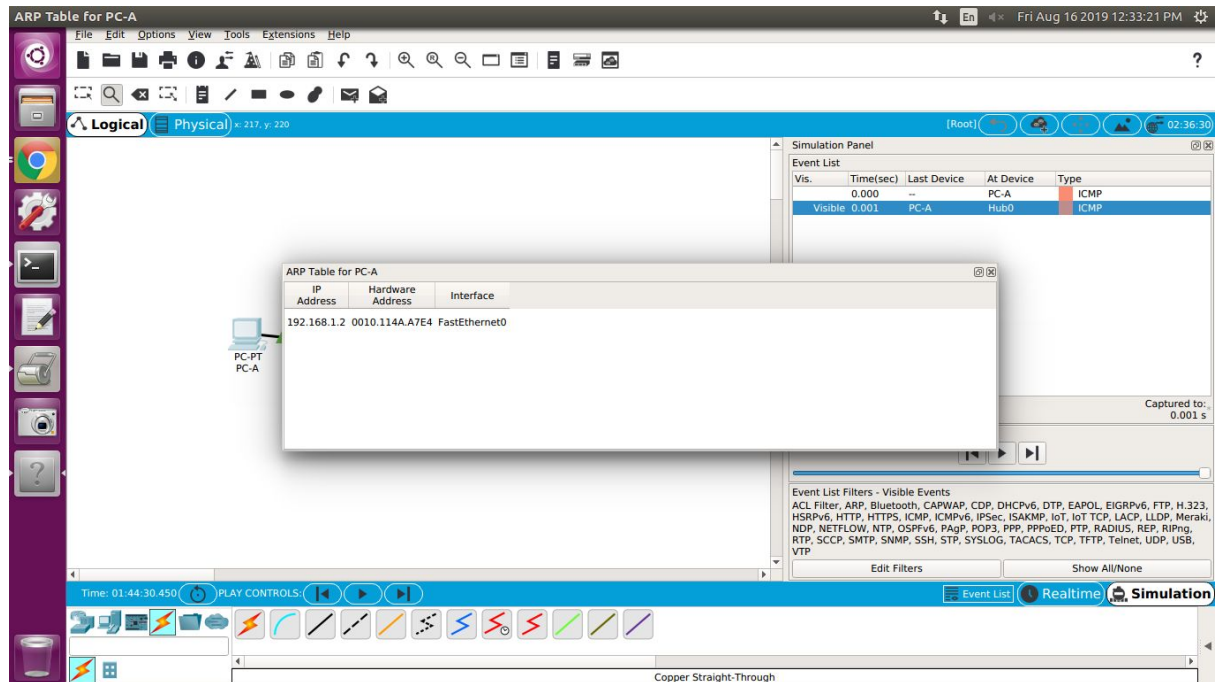 ARP Table for PC-A
En
Fri Aug 16 2019 12:33:21 PM
File Edit Options View Tools Extensions Help
?
Logical
Physical
x: 217, y: 220
[Root]
02:36:30
Simulation Panel
Event List
Vis. Time(sec) Last Device At Device Type
0.000 -- PC-A ICMP
Visible 0.001 PC-A Hub0 ICMP
ARP Table for PC-A
IP Address Hardware Address Interface
192.168.1.2 0010.114A.A7E4 FastEthernet0
PC-PT
PC-A
Captured to:
0.001 s
Event List Filters - Visible Events
ACL Filter, ARP, Bluetooth, CAPWAP, CDP, DHCPv6, DTP, EAPOL, EIGRPv6, FTP, H.323,
HSRPv6, HTTP, HTTPS, ICMP, ICMPv6, IPSec, ISAKMP, IoT, IoT TCP, LACP, LLDP, Meraki,
NDP, NETFLOW, NTP, OSPFv6, PAgP, POP3, PPP, PPPoED, PTP, RADIUS, REP, RIPng,
RTP, SCCP, SMTP, SNMP, SSH, STP, SYSLOG, TACACS, TCP, TFTP, Telnet, UDP, USB,
VTP
Edit Filters Show All/None
Time: 01:44:30.450 PLAY CONTROLS: Event List Realtime Simulation
Copper Straight-Through